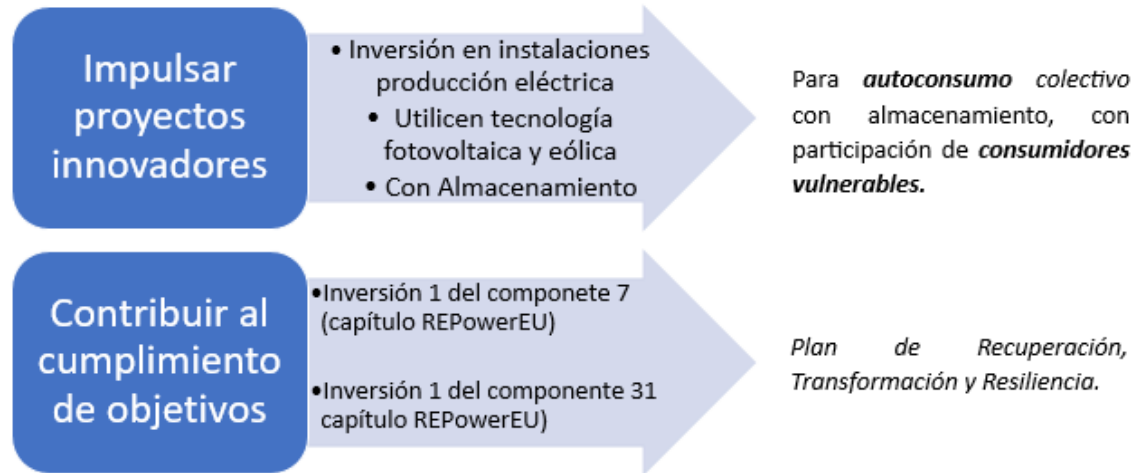 Impulsar
proyectos
innovadores
• Inversión en instalaciones
producción eléctrica
• Utilicen tecnología
fotovoltaica y eólica
• Con Almacenamiento
Para autoconsumo colectivo
con almacenamiento, con
participación de consumidores
vulnerables.
Contribuir al
cumplimiento
de objetivos
•Inversión 1 del componete 7
(capítulo REPowerEU)
•Inversión 1 del componente 31
capítulo REPowerEU)
Plan de Recuperación,
Transformación y Resiliencia.